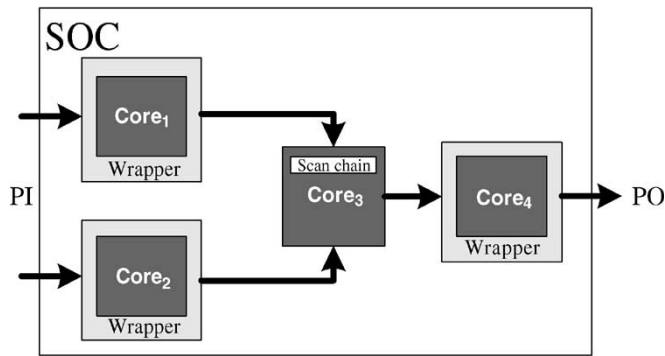 SOC
Core1
Wrapper
PI
Core2
Wrapper
Scan chain
Core3
Core4
Wrapper
PO